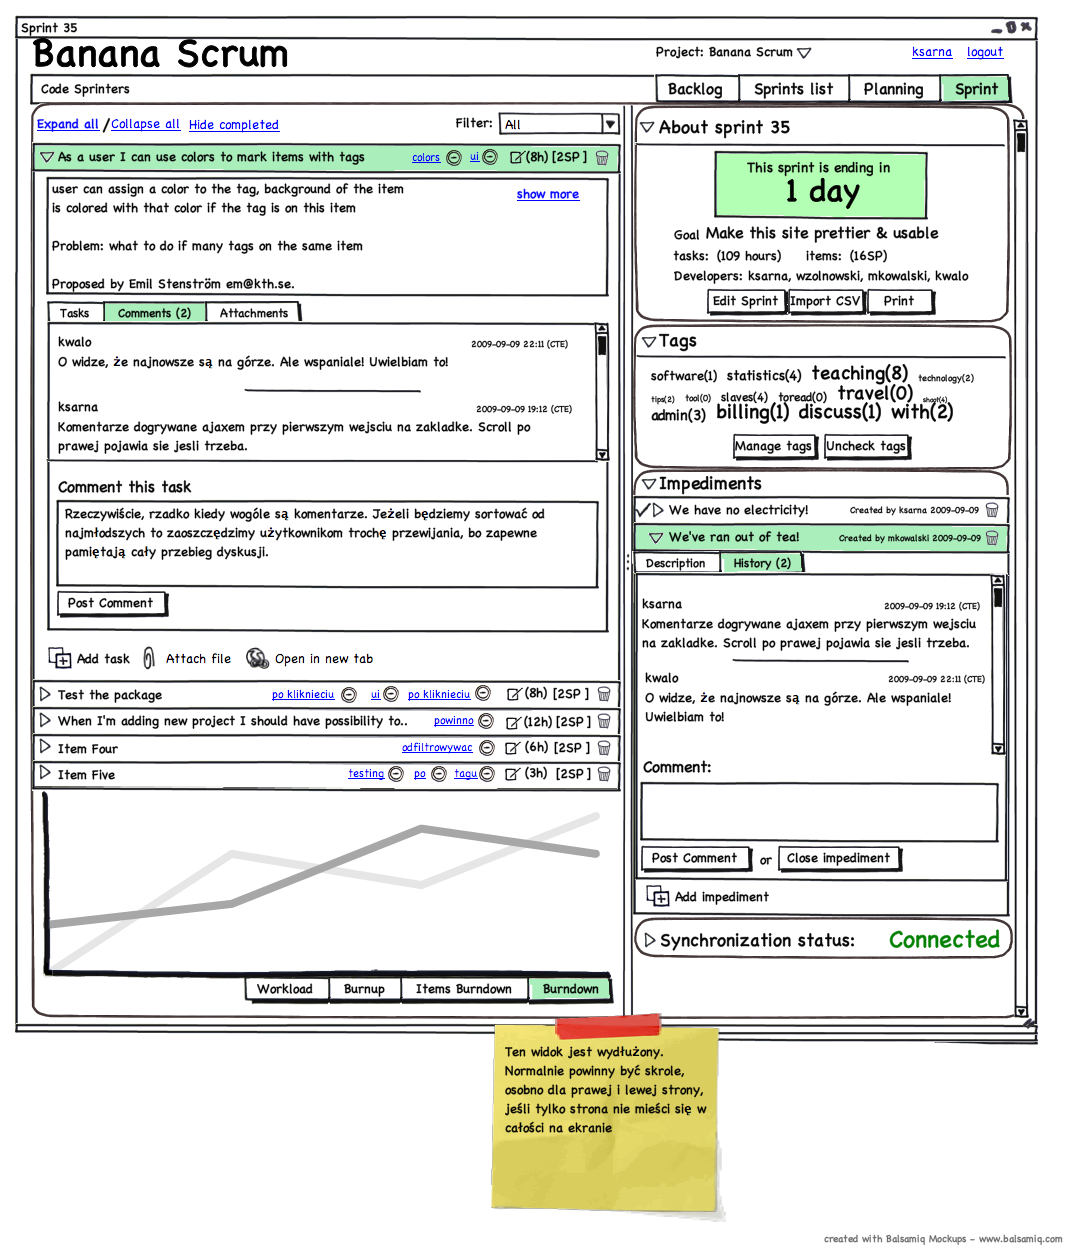 Sprint 35
Banana Scrum
Project: Banana Scrum
ksarna logout
Code Sprinters
Backlog Sprints list Planning Sprint
Expand all / Collapse all Hide completed
Filter: All
As a user I can use colors to mark items with tags colors ui (8h) [2SP ]
user can assign a color to the tag, background of the item
is colored with that color if the tag is on this item
show more
Problem: what to do if many tags on the same item
Proposed by Emil Stenström em@kth.se.
Tasks Comments (2) Attachments
kwalo 2009-09-09 22:11 (CTE)
O widze, że najnowsze są na górze. Ale wspaniale! Uwielbiam to!
ksarna 2009-09-09 19:12 (CTE)
Komentarze dogrywane ajaxem przy pierwszym wejsciu na zakladke. Scroll po
prawej pojawia sie jesli trzeba.
Comment this task
Rzeczywiście, rzadko kiedy wogóle są komentarze. Jeżeli będziemy sortować od
najmłodszych to zaoszczędzimy użytkownikom trochę przewijania, bo zapewne
pamiętają cały przebieg dyskusji.
Post Comment
Add task Attach file Open in new tab
Test the package po kliknieciu ui po kliknieciu (8h) [2SP ]
When I'm adding new project I should have possibility to.. powinno (12h) [2SP ]
Item Four odfiltrowywac (6h) [2SP ]
Item Five testing po tagu (3h) [2SP ]
Workload Burnup Items Burndown Burndown
About sprint 35
This sprint is ending in
1 day
Goal Make this site prettier & usable
tasks: (109 hours) items: (16SP)
Developers: ksarna, wzolnowski, mkowalski, kwalo
Edit Sprint Import CSV Print
Tags
software(1) statistics(4) teaching(8) technology(2)
tips(2) tool(0) slaves(4) toread(0) travel(0) shoot(4)
admin(3) billing(1) discuss(1) with(2)
Manage tags Uncheck tags
Impediments
We have no electricity! Created by ksarna 2009-09-09
We've ran out of tea! Created by mkowalski 2009-09-09
Description History (2)
ksarna 2009-09-09 19:12 (CTE)
Komentarze dogrywane ajaxem przy pierwszym wejsciu
na zakladke. Scroll po prawej pojawia sie jesli trzeba.
kwalo 2009-09-09 22:11 (CTE)
O widze, że najnowsze są na górze. Ale wspaniale!
Uwielbiam to!
Comment:
Post Comment or Close impediment
Add impediment
Synchronization status: Connected
Ten widok jest wydłużony.
Normalnie powinny być skrole,
osobno dla prawej i lewej strony,
jeśli tylko strona nie mieści się w
całości na ekranie
created with Balsamiq Mockups - www.balsamiq.com